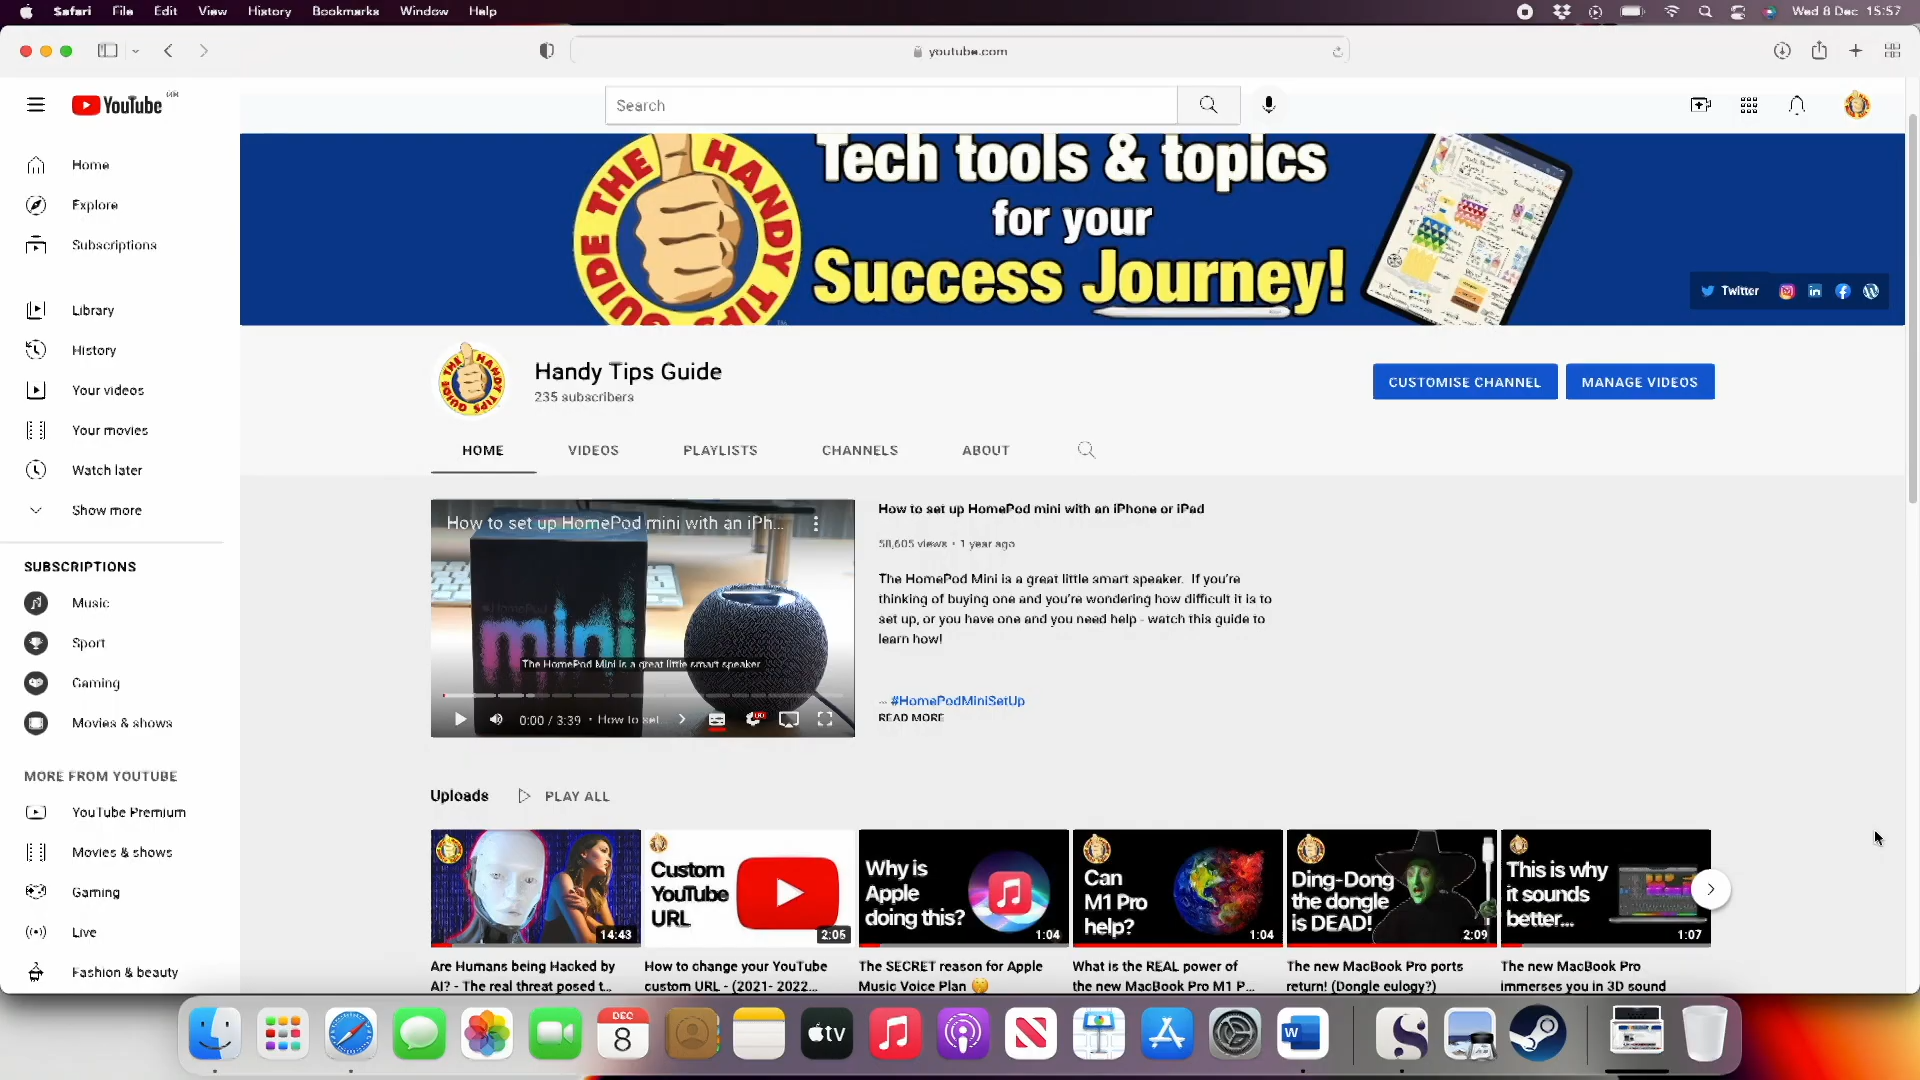 Safari File Edit View History Bookmarks Window Help
Wed 8 Dec 15:57
youtube.com
YouTube
Search
Home
Explore
Subscriptions
Library
History
Your videos
Your movies
Watch later
Show more
SUBSCRIPTIONS
Music
Sport
Gaming
Movies & shows
MORE FROM YOUTUBE
YouTube Premium
Movies & shows
Gaming
Live
Fashion & beauty
THE HANDY TIPS GUIDE
Tech tools & topics
for your
Success Journey!
Twitter
THE HANDY TIPS GUIDE
Handy Tips Guide
235 subscribers
CUSTOMISE CHANNEL
MANAGE VIDEOS
HOME VIDEOS PLAYLISTS CHANNELS ABOUT
How to set up HomePod mini with an iPh...
mini
The HomePod Mini is a great little smart speaker
0:00 / 3:39 • How to set...
How to set up HomePod mini with an iPhone or iPad
58,605 views • 1 year ago
The HomePod Mini is a great little smart speaker. If you're
thinking of buying one and you're wondering how difficult it is to
set up, or you have one and you need help - watch this guide to
learn how!
... #HomePodMiniSetUp
READ MORE
Uploads PLAY ALL
14:43
Are Humans being Hacked by
AI? - The real threat posed t...
Custom
YouTube
URL
2:05
How to change your YouTube
custom URL - (2021- 2022...
Why is
Apple
doing this?
1:04
The SECRET reason for Apple
Music Voice Plan 🤫
Can
M1 Pro
help?
1:04
What is the REAL power of
the new MacBook Pro M1 P...
Ding-Dong
the dongle
is DEAD!
2:09
The new MacBook Pro ports
return! (Dongle eulogy?)
This is why
it sounds
better...
1:07
The new MacBook Pro
immerses you in 3D sound
DEC
8
tv
W